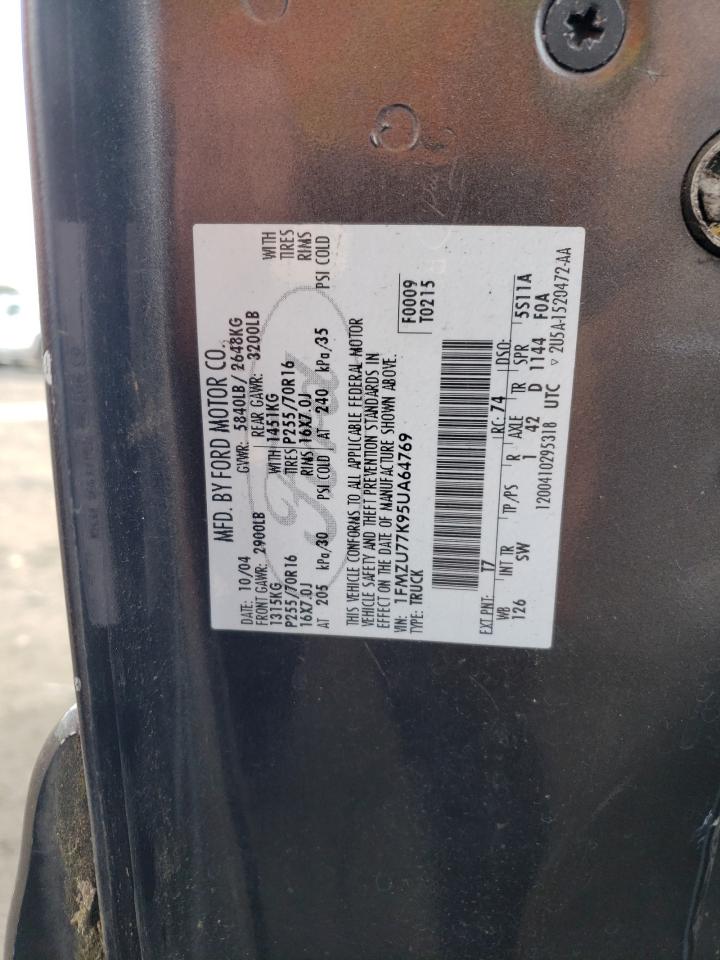 MFD. BY FORD MOTOR CO.
DATE: 10/04 GVWR: 5840LB / 2648KG
FRONT GAWR: 2900LB REAR GAWR: 3200LB
1315KG WITH 1451KG WITH
P255/70R16 TIRES P255/70R16 TIRES
16X7.0J RIMS 16X7.0J RIMS
AT 205 kPa/30 PSI COLD AT 240 kPa/35 PSI COLD
Ford
THIS VEHICLE CONFORMS TO ALL APPLICABLE FEDERAL MOTOR
VEHICLE SAFETY AND THEFT PREVENTION STANDARDS IN
EFFECT ON THE DATE OF MANUFACTURE SHOWN ABOVE.
VIN: 1FMZU77K95UA64769 F0009
TYPE: TRUCK T0215
EXT PNT: T7 RC: 74 DSO:
WB INT TR TP/PS R AXLE TR SPR 5S11A
126 SW 1 42 D 1144 F0A
1200410295318 UTC ▽ 2U5A-1520472-AA